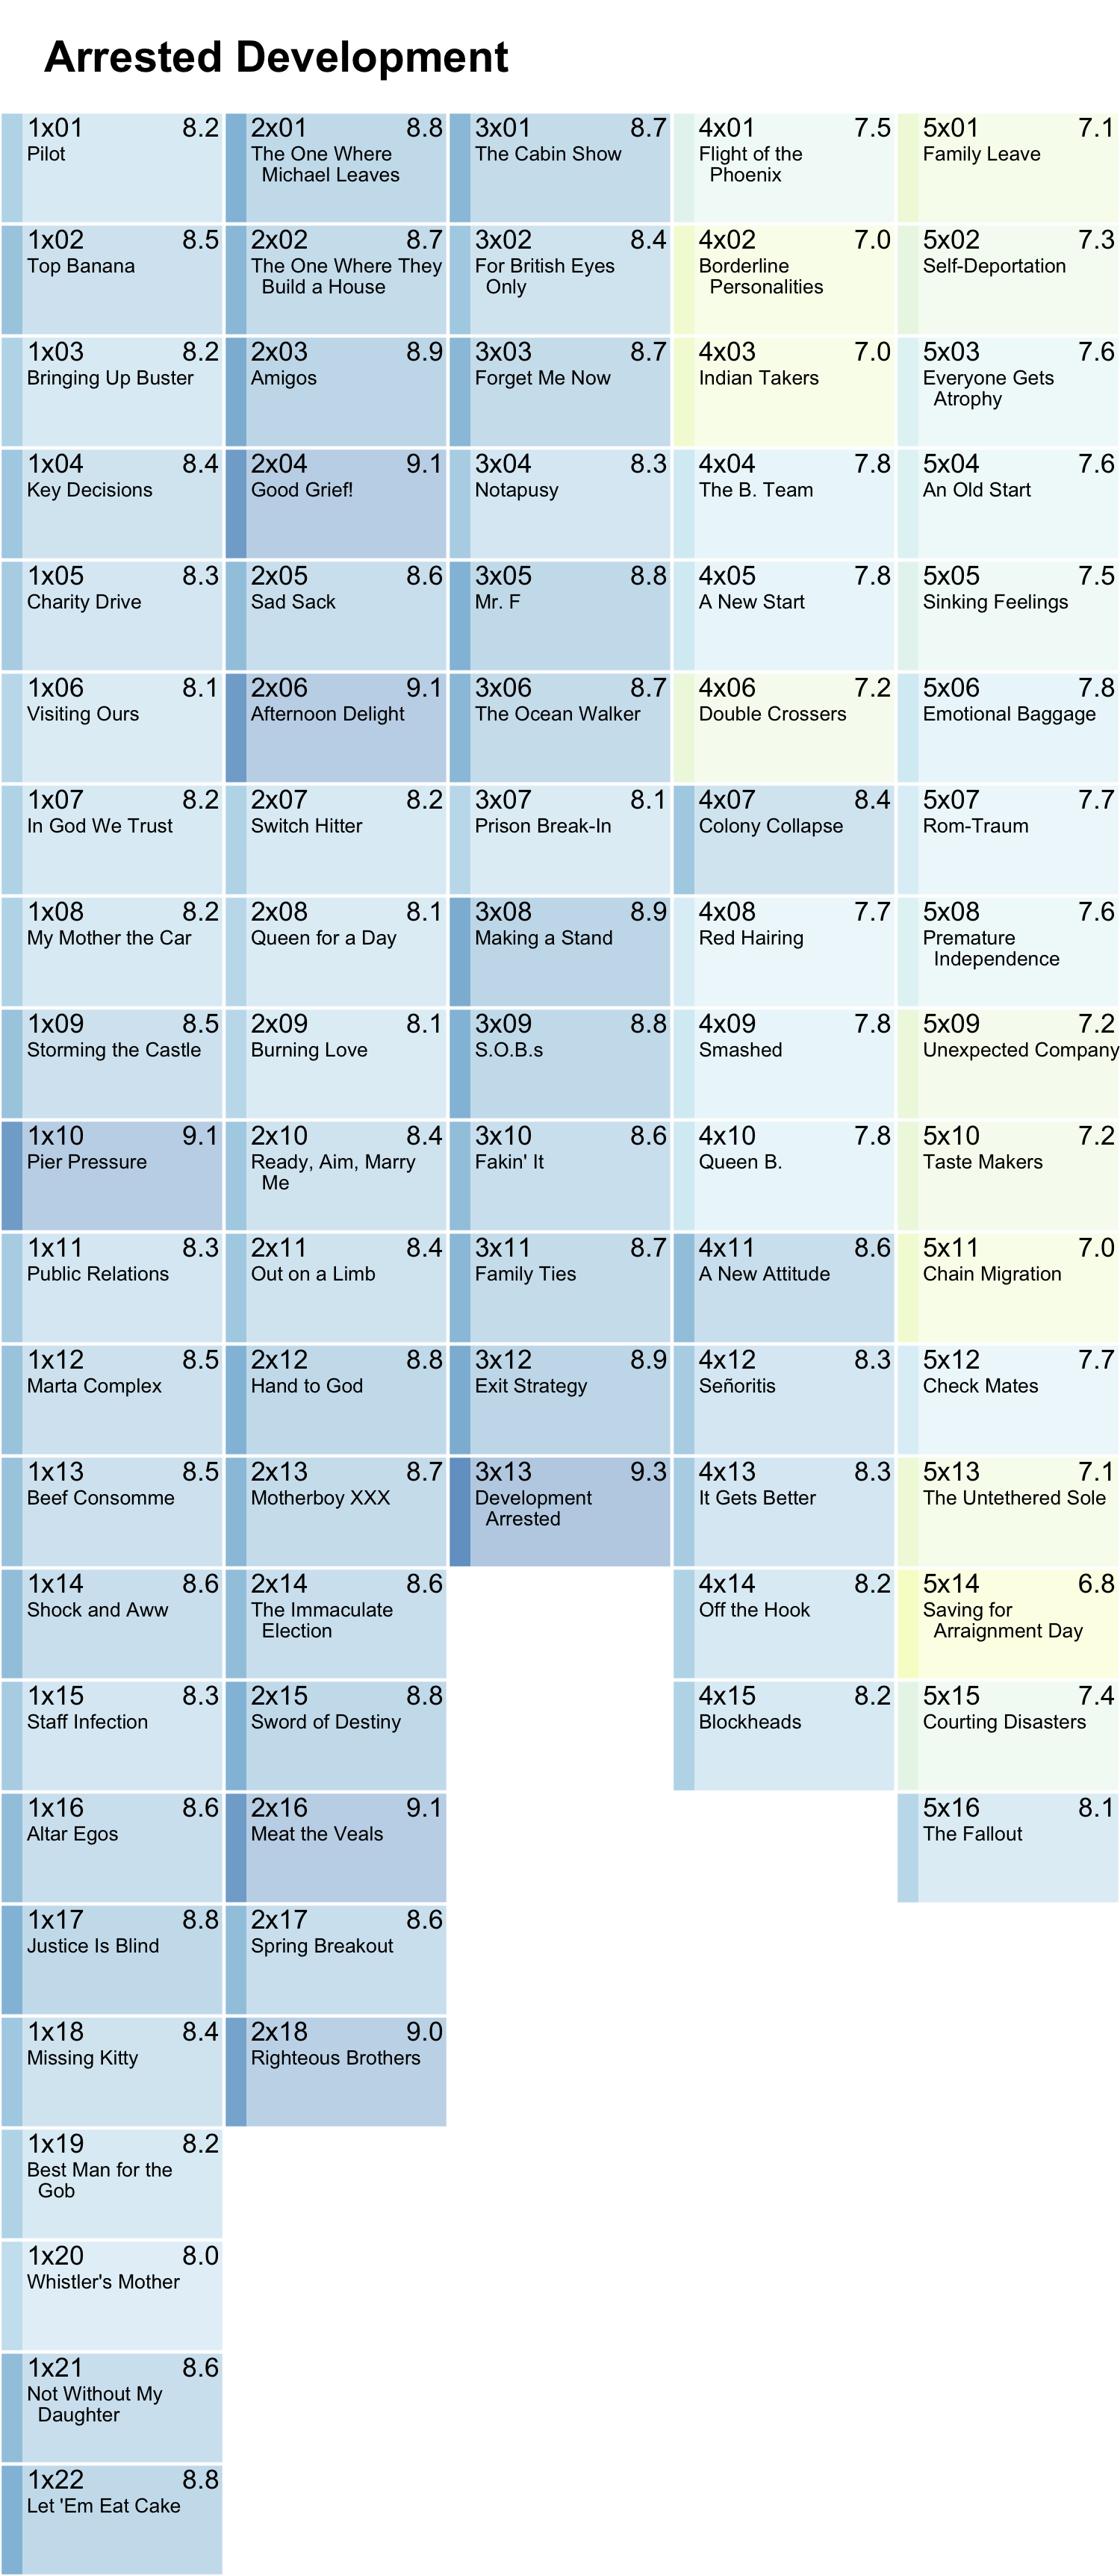 Arrested Development
1x01 8.2
Pilot
1x02 8.5
Top Banana
1x03 8.2
Bringing Up Buster
1x04 8.4
Key Decisions
1x05 8.3
Charity Drive
1x06 8.1
Visiting Ours
1x07 8.2
In God We Trust
1x08 8.2
My Mother the Car
1x09 8.5
Storming the Castle
1x10 9.1
Pier Pressure
1x11 8.3
Public Relations
1x12 8.5
Marta Complex
1x13 8.5
Beef Consomme
1x14 8.6
Shock and Aww
1x15 8.3
Staff Infection
1x16 8.6
Altar Egos
1x17 8.8
Justice Is Blind
1x18 8.4
Missing Kitty
1x19 8.2
Best Man for the
Gob
1x20 8.0
Whistler's Mother
1x21 8.6
Not Without My
Daughter
1x22 8.8
Let 'Em Eat Cake
2x01 8.8
The One Where
Michael Leaves
2x02 8.7
The One Where They
Build a House
2x03 8.9
Amigos
2x04 9.1
Good Grief!
2x05 8.6
Sad Sack
2x06 9.1
Afternoon Delight
2x07 8.2
Switch Hitter
2x08 8.1
Queen for a Day
2x09 8.1
Burning Love
2x10 8.4
Ready, Aim, Marry
Me
2x11 8.4
Out on a Limb
2x12 8.8
Hand to God
2x13 8.7
Motherboy XXX
2x14 8.6
The Immaculate
Election
2x15 8.8
Sword of Destiny
2x16 9.1
Meat the Veals
2x17 8.6
Spring Breakout
2x18 9.0
Righteous Brothers
3x01 8.7
The Cabin Show
3x02 8.4
For British Eyes
Only
3x03 8.7
Forget Me Now
3x04 8.3
Notapusy
3x05 8.8
Mr. F
3x06 8.7
The Ocean Walker
3x07 8.1
Prison Break-In
3x08 8.9
Making a Stand
3x09 8.8
S.O.B.s
3x10 8.6
Fakin' It
3x11 8.7
Family Ties
3x12 8.9
Exit Strategy
3x13 9.3
Development
Arrested
4x01 7.5
Flight of the
Phoenix
4x02 7.0
Borderline
Personalities
4x03 7.0
Indian Takers
4x04 7.8
The B. Team
4x05 7.8
A New Start
4x06 7.2
Double Crossers
4x07 8.4
Colony Collapse
4x08 7.7
Red Hairing
4x09 7.8
Smashed
4x10 7.8
Queen B.
4x11 8.6
A New Attitude
4x12 8.3
Señoritis
4x13 8.3
It Gets Better
4x14 8.2
Off the Hook
4x15 8.2
Blockheads
5x01 7.1
Family Leave
5x02 7.3
Self-Deportation
5x03 7.6
Everyone Gets
Atrophy
5x04 7.6
An Old Start
5x05 7.5
Sinking Feelings
5x06 7.8
Emotional Baggage
5x07 7.7
Rom-Traum
5x08 7.6
Premature
Independence
5x09 7.2
Unexpected Company
5x10 7.2
Taste Makers
5x11 7.0
Chain Migration
5x12 7.7
Check Mates
5x13 7.1
The Untethered Sole
5x14 6.8
Saving for
Arraignment Day
5x15 7.4
Courting Disasters
5x16 8.1
The Fallout